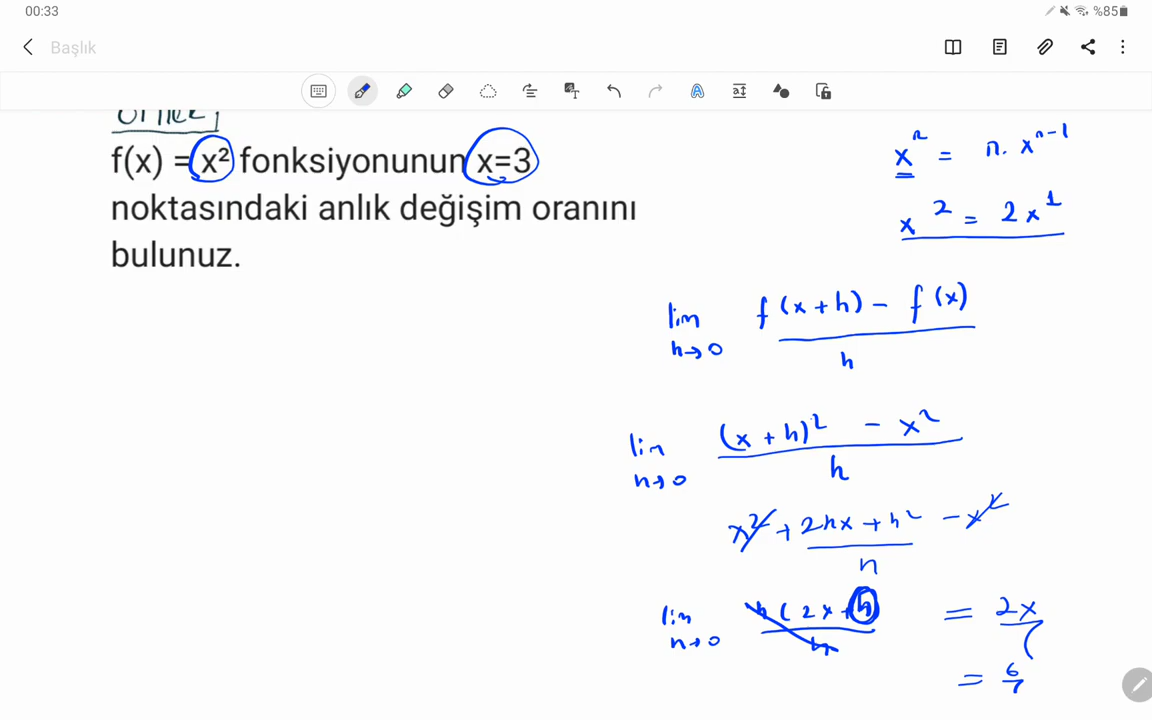 00:33 %85
Başlık
Örnek
f(x) = x² fonksiyonunun x=3
noktasındaki anlık değişim oranını
bulunuz.
xⁿ = n. xⁿ⁻¹
x² = 2x¹
lim h→0 f(x+h) - f(x) / h
lim h→0 (x+h)² - x² / h
x² + 2hx + h² - x² / h
lim h→0 h(2x+h) / h = 2x
= 6